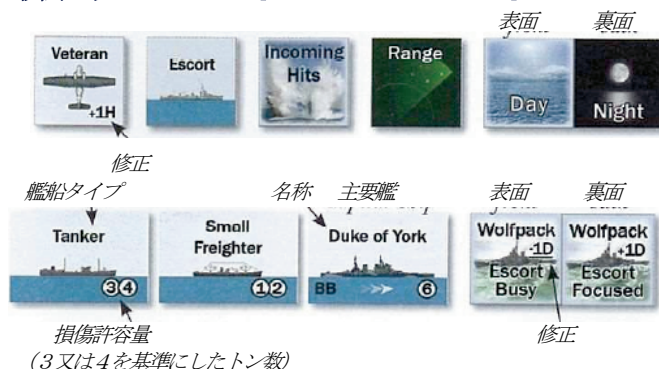 表面 裏面
Veteran
+1H
Escort
Incoming
Hits
Range
Day
Night
修正
艦船タイプ
名称 主要艦
表面 裏面
Tanker
③④
Small
Freighter
①②
Duke of York
BB
⑥
Wolfpack
-1D
Escort
Busy
Wolfpack
+1D
Escort
Focused
損傷許容量
修正
(3又は4を基準にしたトン数)